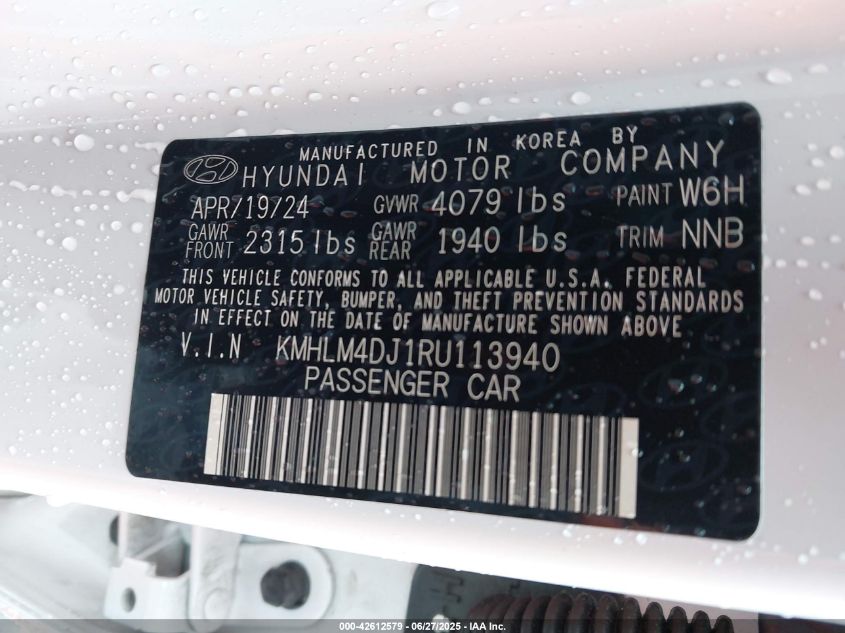 MANUFACTURED IN KOREA BY
HYUNDAI MOTOR COMPANY
APR/19/24 GVWR 4079 lbs PAINT W6H
GAWR FRONT 2315 lbs GAWR REAR 1940 lbs TRIM NNB
THIS VEHICLE CONFORMS TO ALL APPLICABLE U.S.A. FEDERAL
MOTOR VEHICLE SAFETY, BUMPER, AND THEFT PREVENTION STANDARDS
IN EFFECT ON THE DATE OF MANUFACTURE SHOWN ABOVE
V.I.N KMHLM4DJ1RU113940
PASSENGER CAR
000-42612579 - 06/27/2025 - IAA Inc.